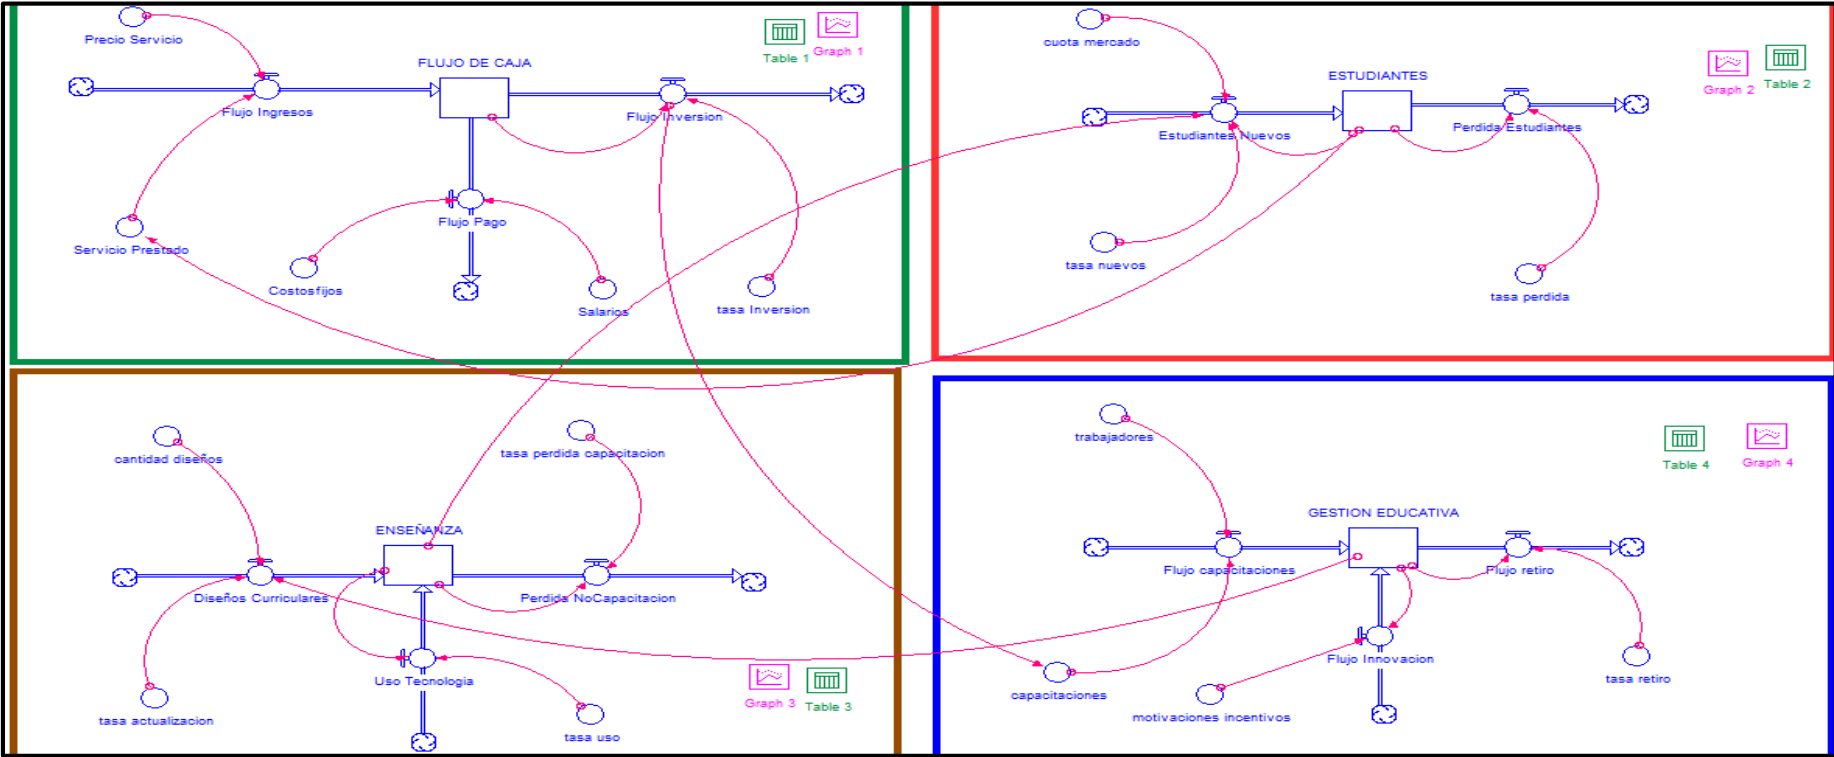 Precio Servicio
Table 1
Graph 1
FLUJO DE CAJA
Flujo Ingresos
Flujo Inversion
Flujo Pago
Servicio Prestado
Costosfijos
Salarios
tasa Inversion
cuota mercado
ESTUDIANTES
Graph 2
Table 2
Estudiantes Nuevos
Perdida Estudiantes
tasa nuevos
tasa perdida
cantidad diseños
tasa perdida capacitacion
ENSEÑANZA
Diseños Curriculares
Perdida NoCapacitacion
Uso Tecnologia
tasa actualizacion
tasa uso
Graph 3
Table 3
trabajadores
Table 4
Graph 4
GESTION EDUCATIVA
Flujo capacitaciones
Flujo retiro
Flujo Innovacion
capacitaciones
motivaciones incentivos
tasa retiro